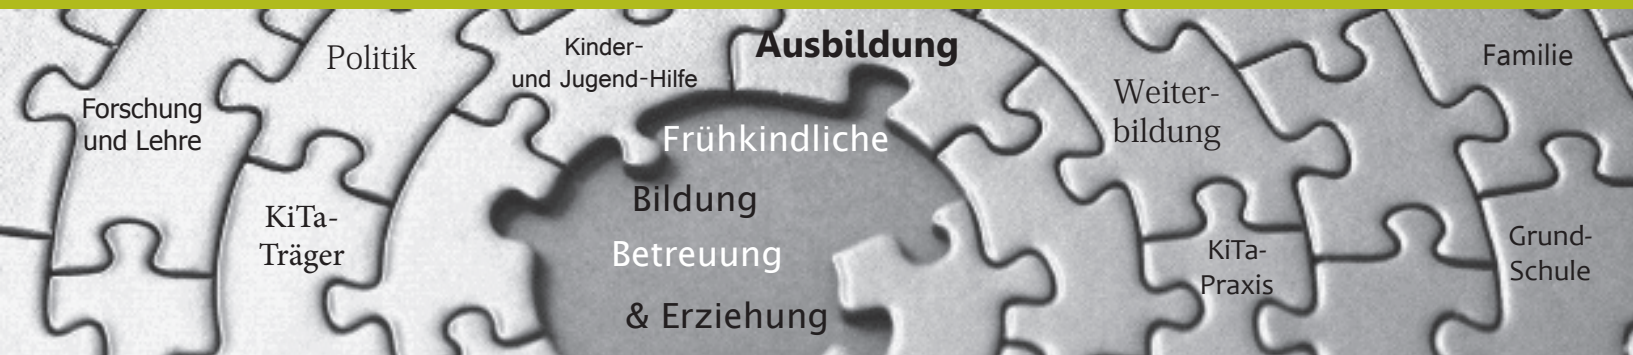 Forschung
und Lehre
Politik
KiTa-
Träger
Kinder-
und Jugend-Hilfe
Ausbildung
Frühkindliche
Bildung
Betreuung
& Erziehung
Weiter-
bildung
KiTa-
Praxis
Familie
Grund-
Schule